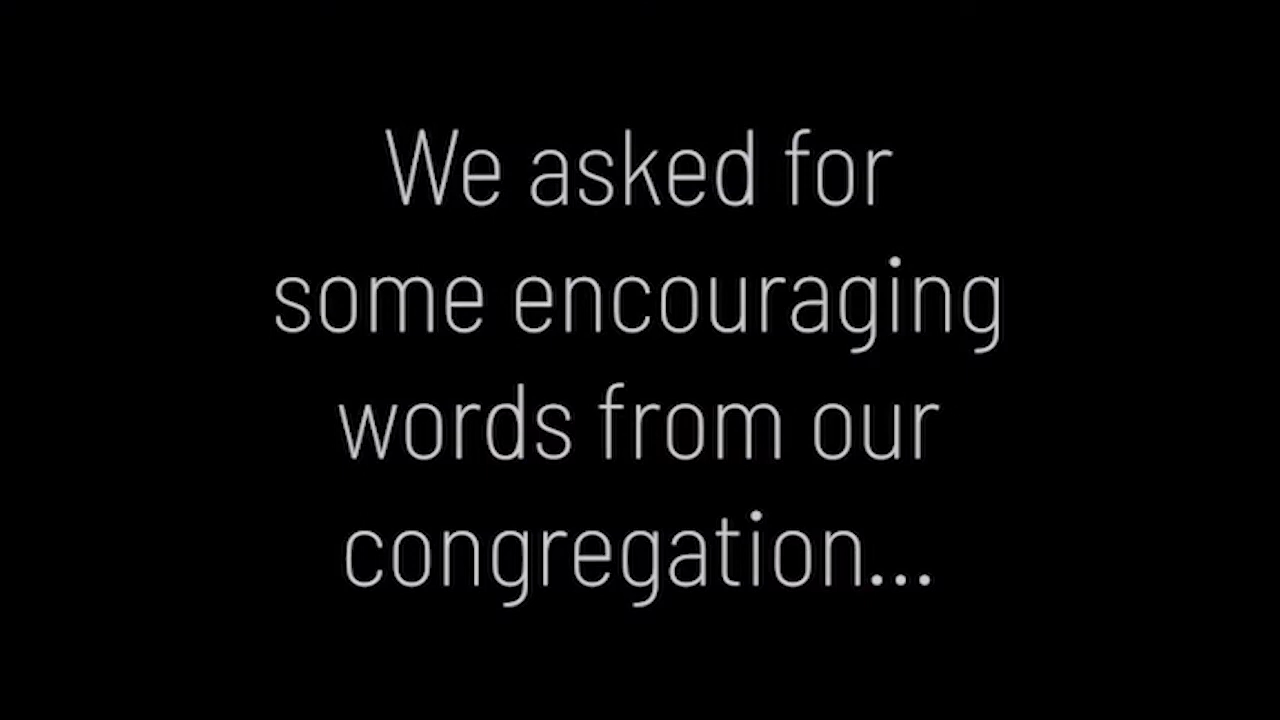 We asked for
some encouraging
words from our
congregation...